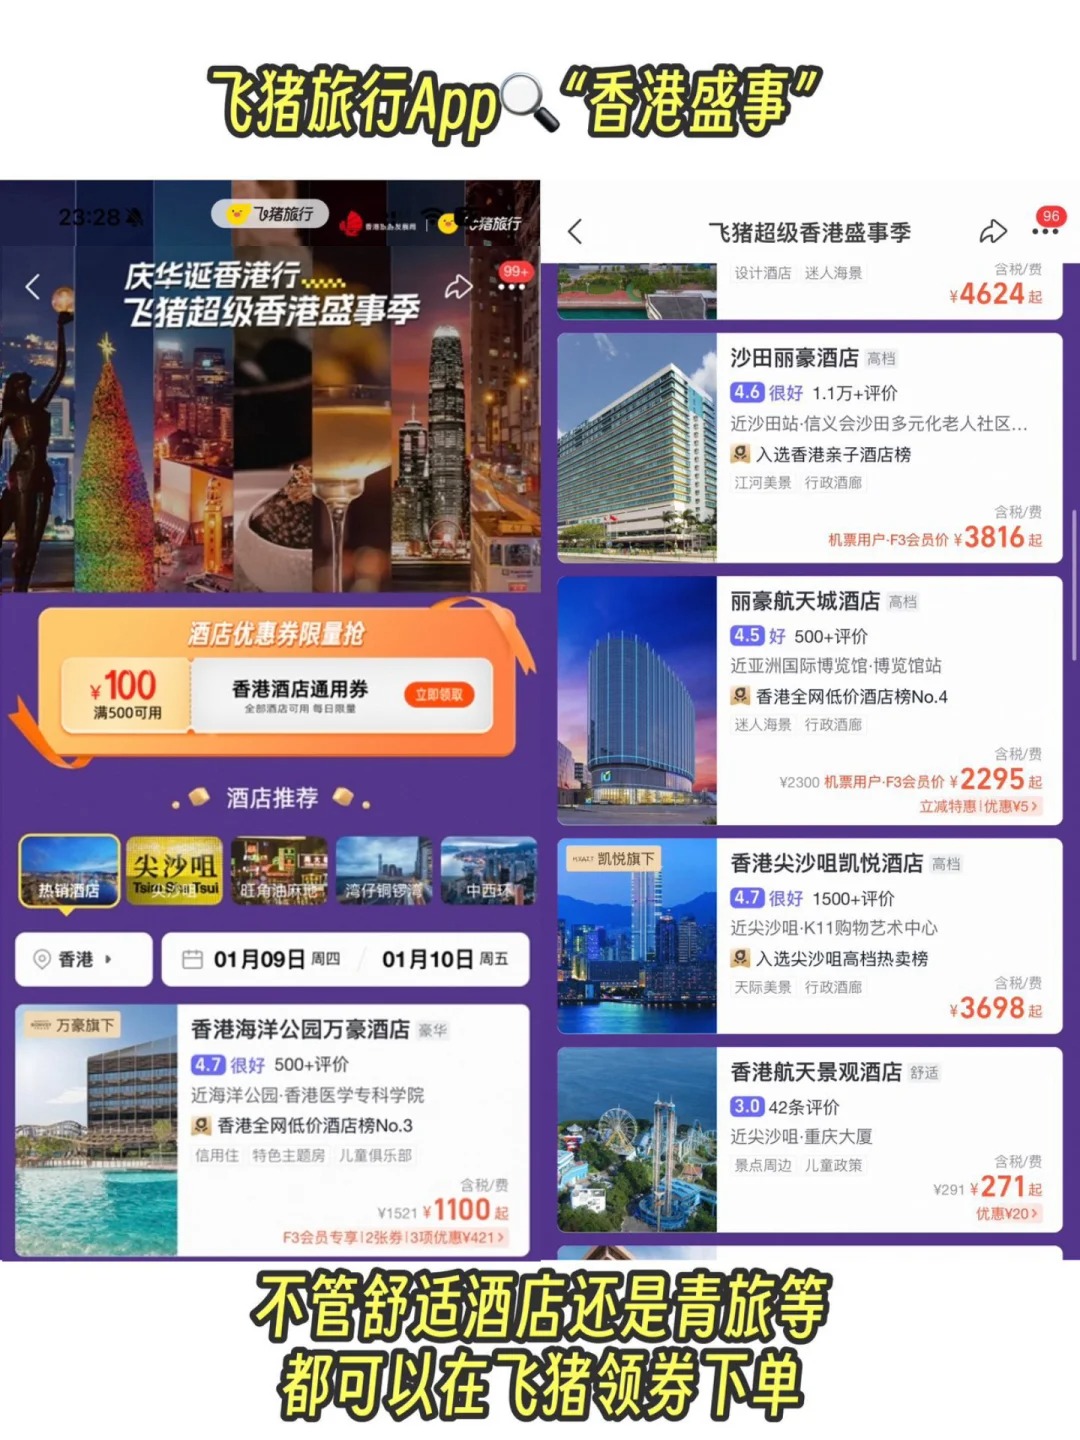 飞猪旅行App🔍“香港盛事”
23:28
飞猪旅行
猪旅行
99+
庆华诞香港行
飞猪超级香港盛事季
酒店优惠券限量抢
¥100
满500可用
香港酒店通用券
全部酒店可用 每日限量
立即领取
酒店推荐
热销酒店
尖沙咀
Tsim Sha Tsui
尖沙咀
旺角油麻地
湾仔铜锣湾
中西环
香港
01月09日 周四
01月10日 周五
万豪旗下
香港海洋公园万豪酒店 豪华
4.7 很好 500+评价
近海洋公园·香港医学专科学院
香港全网低价酒店榜No.3
信用住 特色主题房 儿童俱乐部
含税/费
¥1521 ¥1100起
F3会员专享|2张券|3项优惠¥421>
飞猪超级香港盛事季
96
设计酒店 迷人海景
含税/费
¥4624起
沙田丽豪酒店 高档
4.6 很好 1.1万+评价
近沙田站·信义会沙田多元化老人社区...
入选香港亲子酒店榜
江河美景 行政酒廊
含税/费
机票用户·F3会员价 ¥3816起
丽豪航天城酒店 高档
4.5 好 500+评价
近亚洲国际博览馆·博览馆站
香港全网低价酒店榜No.4
迷人海景 行政酒廊
含税/费
¥2300 机票用户·F3会员价 ¥2295起
立减特惠|优惠¥5>
凯悦旗下
香港尖沙咀凯悦酒店 高档
4.7 很好 1500+评价
近尖沙咀·K11购物艺术中心
入选尖沙咀高档热卖榜
天际美景 行政酒廊
含税/费
¥3698起
香港航天景观酒店 舒适
3.0 42条评价
近尖沙咀·重庆大厦
景点周边 儿童政策
含税/费
¥291 ¥271起
优惠¥20>
不管舒适酒店还是青旅等
都可以在飞猪领券下单